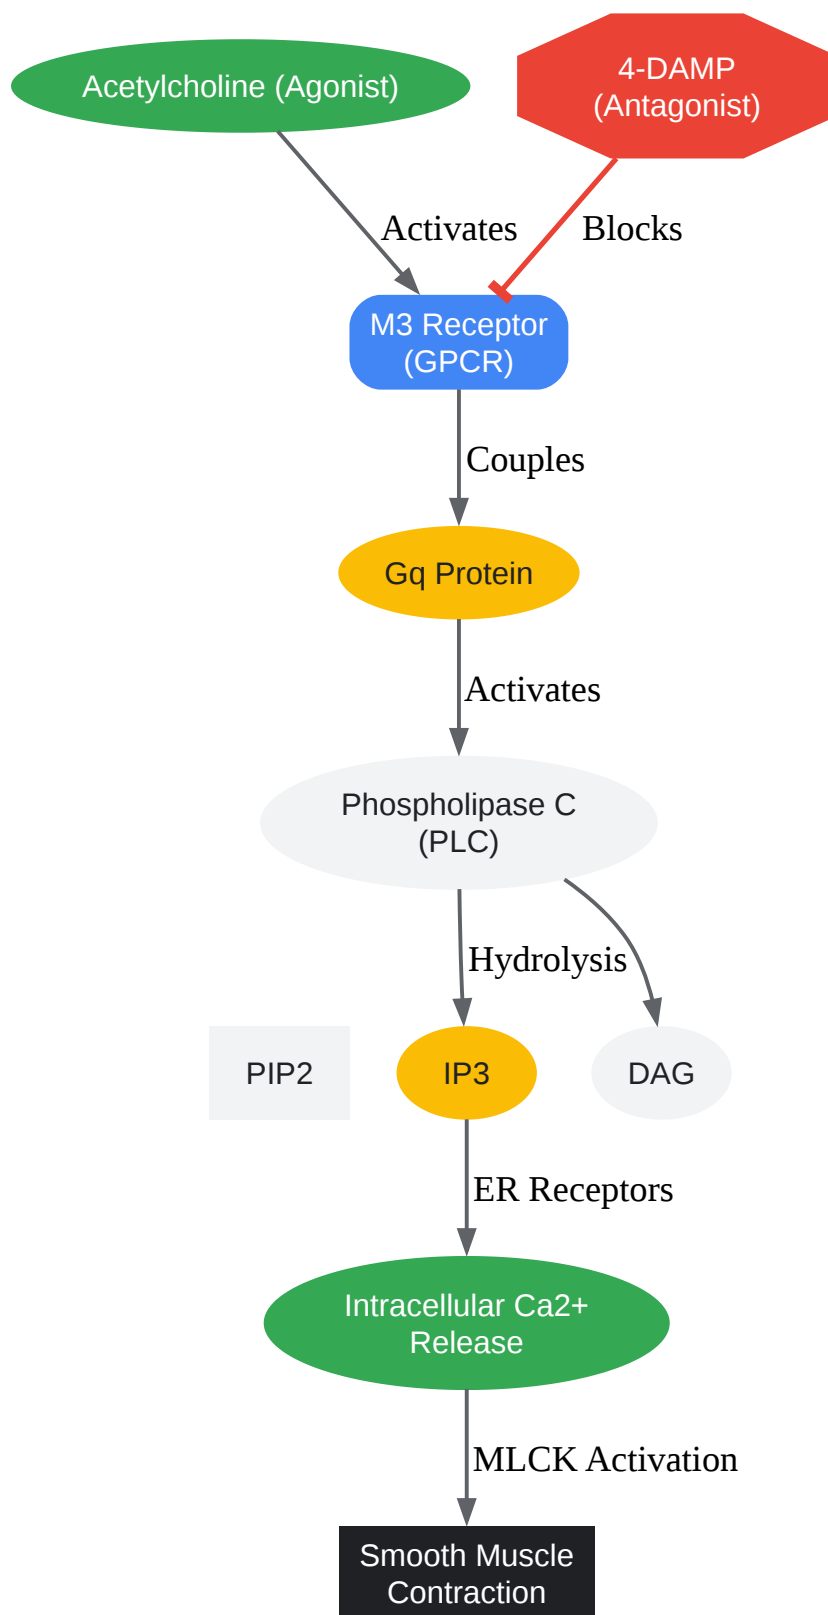 Acetylcholine (Agonist)
4-DAMP
(Antagonist)
Activates
Blocks
M3 Receptor
(GPCR)
Couples
Gq Protein
Activates
Phospholipase C
(PLC)
Hydrolysis
PIP2
IP3
DAG
ER Receptors
Intracellular Ca2+
Release
MLCK Activation
Smooth Muscle
Contraction